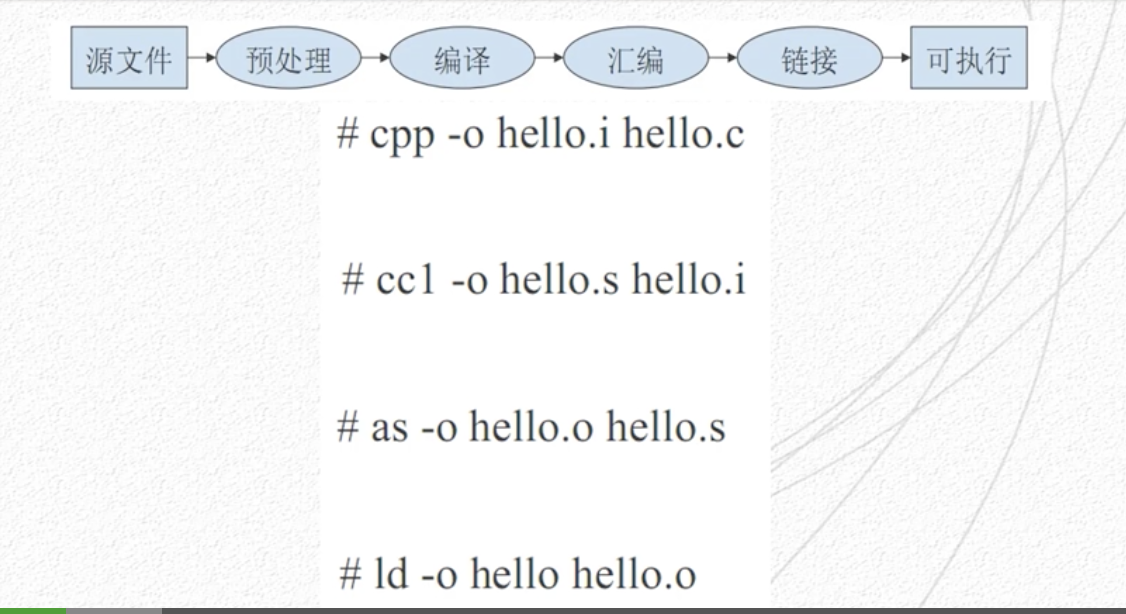 源文件 预处理 编译 汇编 链接 可执行
# cpp -o hello.i hello.c
# cc1 -o hello.s hello.i
# as -o hello.o hello.s
# ld -o hello hello.o